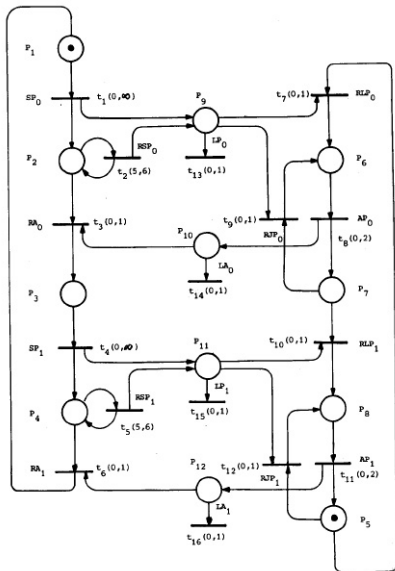 P1
SP0 t1(0,∞) P9 t7(0,1) RLP0
P2 RSP0 LP0 P6
t2(5,6) t13(0,1)
RA0 t3(0,1) P10 t9(0,1) RJP0 AP0
t8(0,2)
LA0
P3 t14(0,1) P7
SP1 t4(0,∞) P11 t10(0,1) RLP1
P4 RSP1 LP1 P8
t5(5,6) t15(0,1)
RA1 t6(0,1) P12 t12(0,1) RJP1 AP1
t11(0,2)
LA1 P5
t16(0,1)